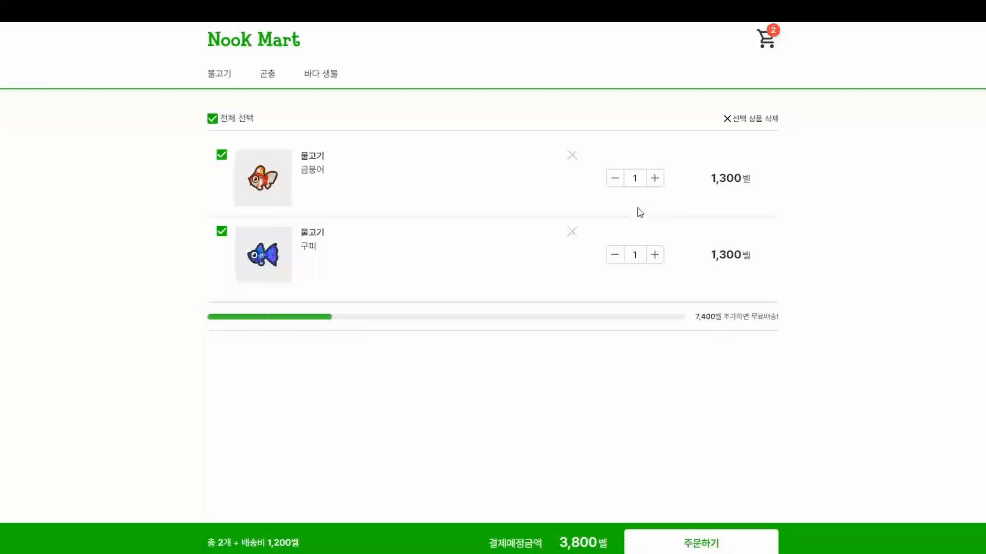 Nook Mart
2
물고기 곤충 바다 생물
전체 선택
선택 상품 삭제
물고기
금붕어
1
1,300벨
물고기
구피
1
1,300벨
7,400벨 추가하면 무료배송!
총 2개 + 배송비 1,200벨
결제예정금액 3,800벨
주문하기